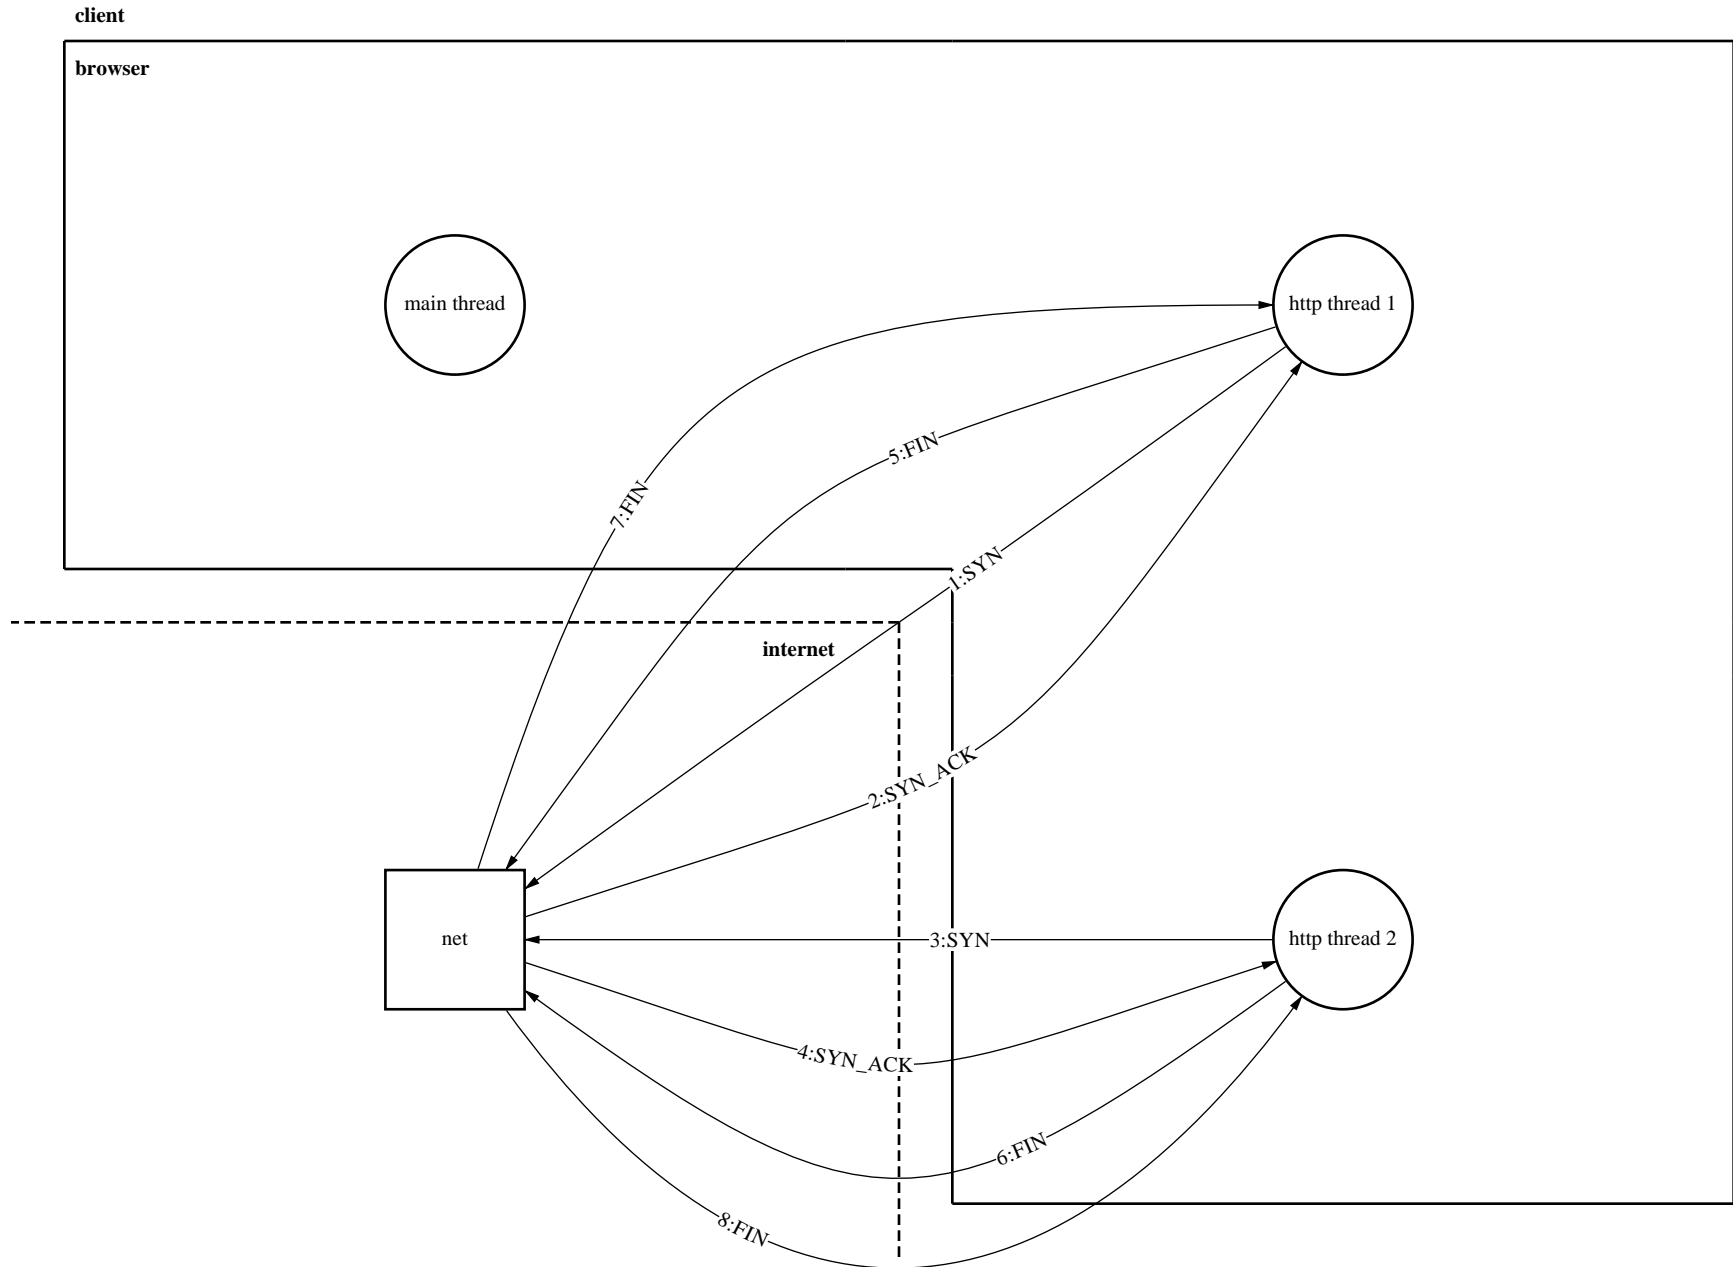 client
browser
main thread
http thread 1
7:FIN
5:FIN
1:SYN
internet
2:SYN_ACK
net
3:SYN
http thread 2
4:SYN_ACK
6:FIN
8:FIN